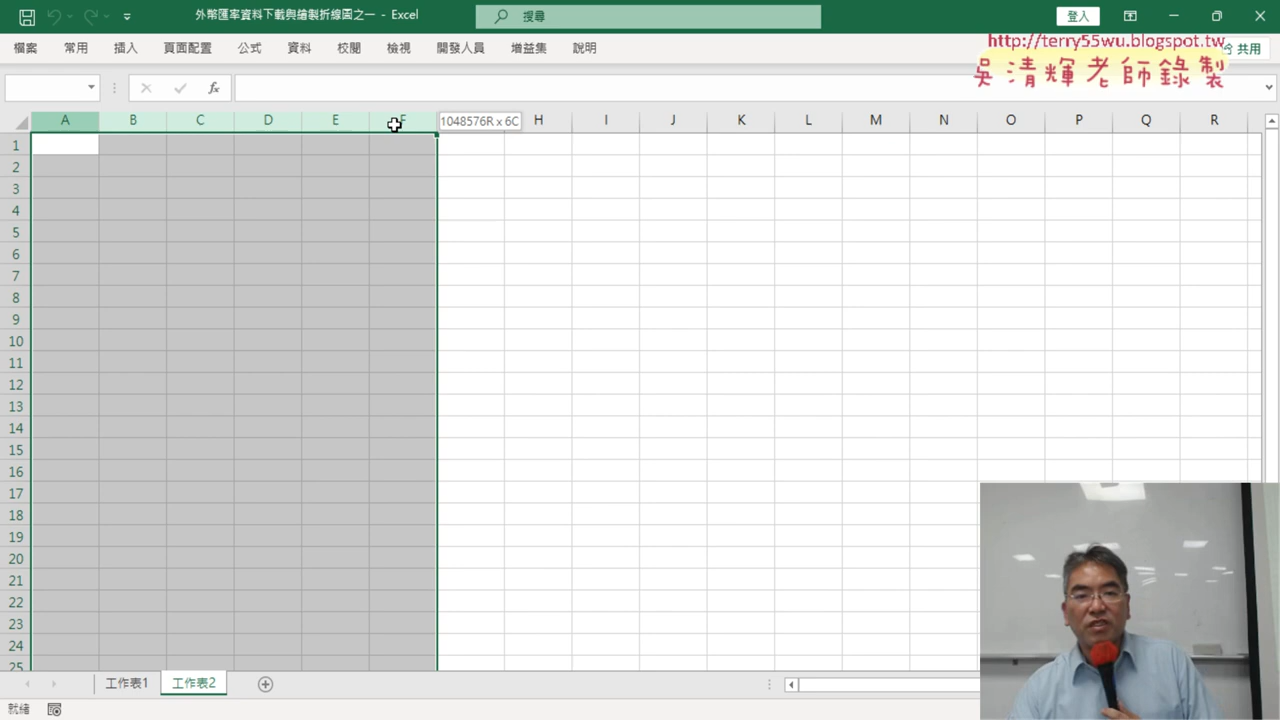 外幣匯率資料下載與繪製折線圖之一 - Excel
搜尋
登入
檔案 常用 插入 頁面配置 公式 資料 校閱 檢視 開發人員 增益集 說明
共用
http://terry55wu.blogspot.tw
吳清輝老師錄製
fx
A B C D E F 1048576R x 6C H I J K L M N O P Q R
1
2
3
4
5
6
7
8
9
10
11
12
13
14
15
16
17
18
19
20
21
22
23
24
25
工作表1 工作表2
就緒